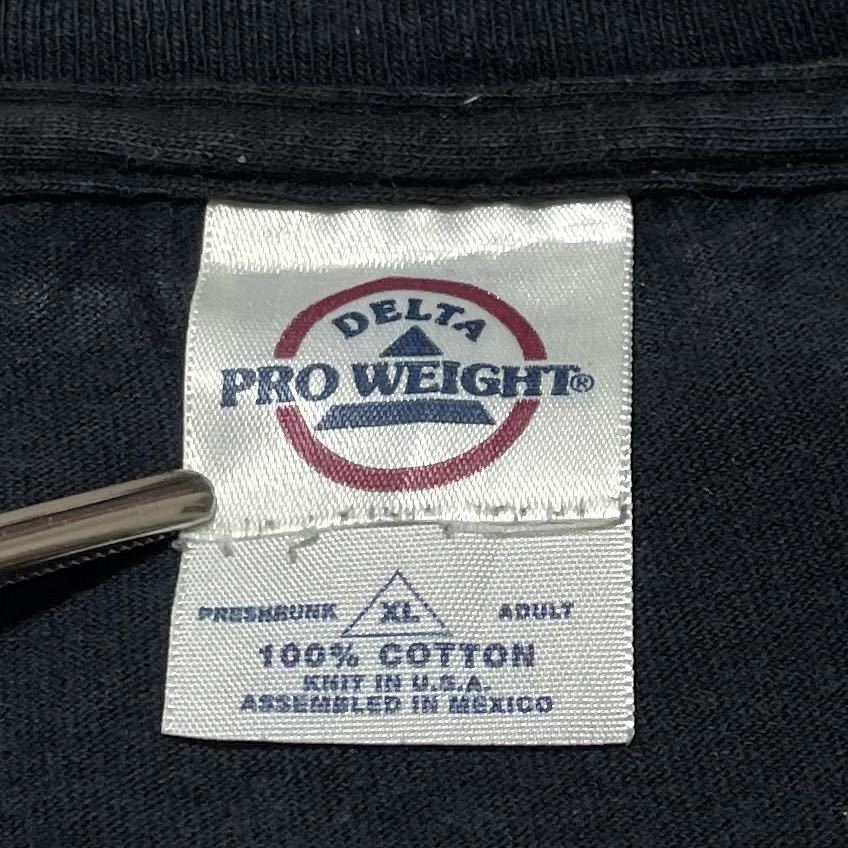 DELTA
PRO WEIGHT®
PRESHRUNK XL ADULT
100% COTTON
KNIT IN U.S.A.
ASSEMBLED IN MEXICO